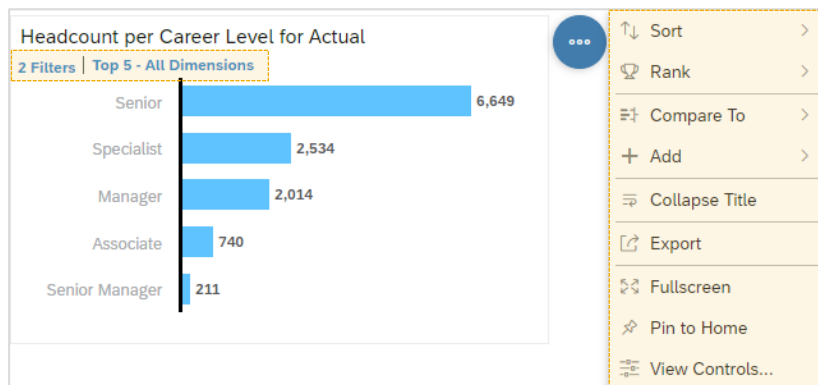 Headcount per Career Level for Actual
2 Filters | Top 5 - All Dimensions
Senior 6,649
Specialist 2,534
Manager 2,014
Associate 740
Senior Manager 211
Sort
Rank
Compare To
Add
Collapse Title
Export
Fullscreen
Pin to Home
View Controls...